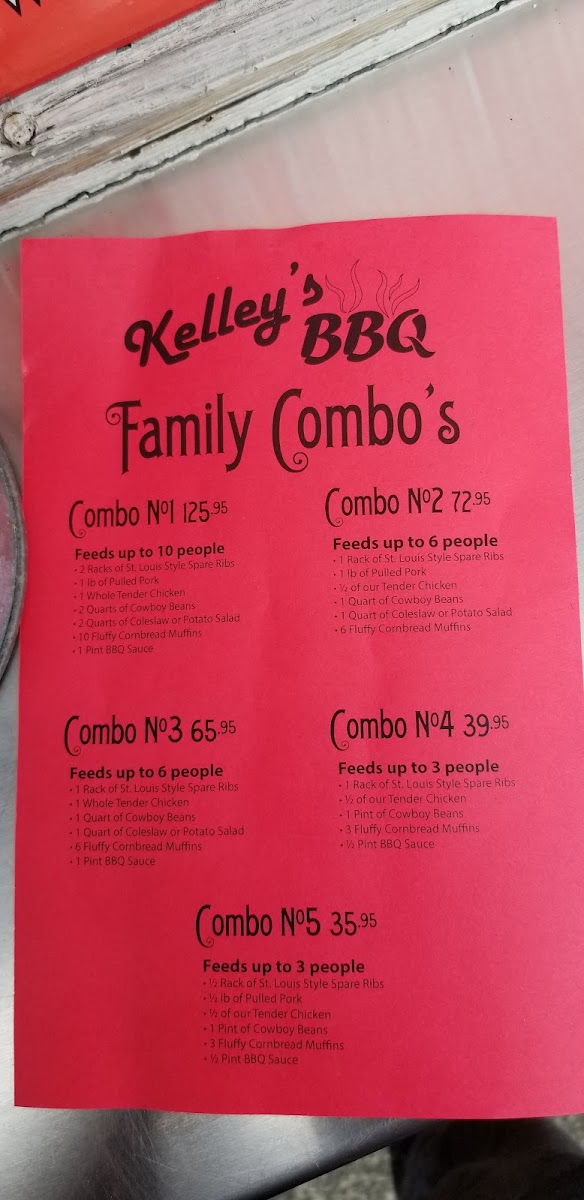 Kelley's
BBQ
Family Combo's
Combo Nº1 125.95
Feeds up to 10 people
• 2 Racks of St. Louis Style Spare Ribs
• 1 lb of Pulled Pork
• 1 Whole Tender Chicken
• 2 Quarts of Cowboy Beans
• 2 Quarts of Coleslaw or Potato Salad
• 10 Fluffy Cornbread Muffins
• 1 Pint BBQ Sauce
Combo Nº2 72.95
Feeds up to 6 people
• 1 Rack of St. Louis Style Spare Ribs
• 1 lb of Pulled Pork
• ½ of our Tender Chicken
• 1 Quart of Cowboy Beans
• 1 Quart of Coleslaw or Potato Salad
• 6 Fluffy Cornbread Muffins
Combo Nº3 65.95
Feeds up to 6 people
• 1 Rack of St. Louis Style Spare Ribs
• 1 Whole Tender Chicken
• 1 Quart of Cowboy Beans
• 1 Quart of Coleslaw or Potato Salad
• 6 Fluffy Cornbread Muffins
• 1 Pint BBQ Sauce
Combo Nº4 39.95
Feeds up to 3 people
• 1 Rack of St. Louis Style Spare Ribs
• ½ of our Tender Chicken
• 1 Pint of Cowboy Beans
• 3 Fluffy Cornbread Muffins
• ½ Pint BBQ Sauce
Combo Nº5 35.95
Feeds up to 3 people
• ½ Rack of St. Louis Style Spare Ribs
• ½ lb of Pulled Pork
• ½ of our Tender Chicken
• 1 Pint of Cowboy Beans
• 3 Fluffy Cornbread Muffins
• ½ Pint BBQ Sauce